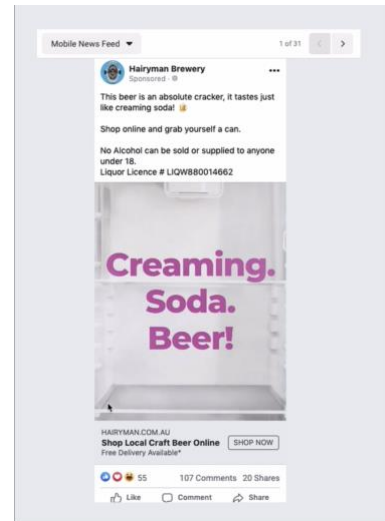 Mobile News Feed
1 of 31
Hairyman Brewery
Sponsored ·
This beer is an absolute cracker, it tastes just
like creaming soda! 🍺
Shop online and grab yourself a can.
No Alcohol can be sold or supplied to anyone
under 18.
Liquor Licence # LIQW880014662
Creaming.
Soda.
Beer!
HAIRYMAN.COM.AU
Shop Local Craft Beer Online
SHOP NOW
Free Delivery Available*
55
107 Comments 20 Shares
Like Comment Share